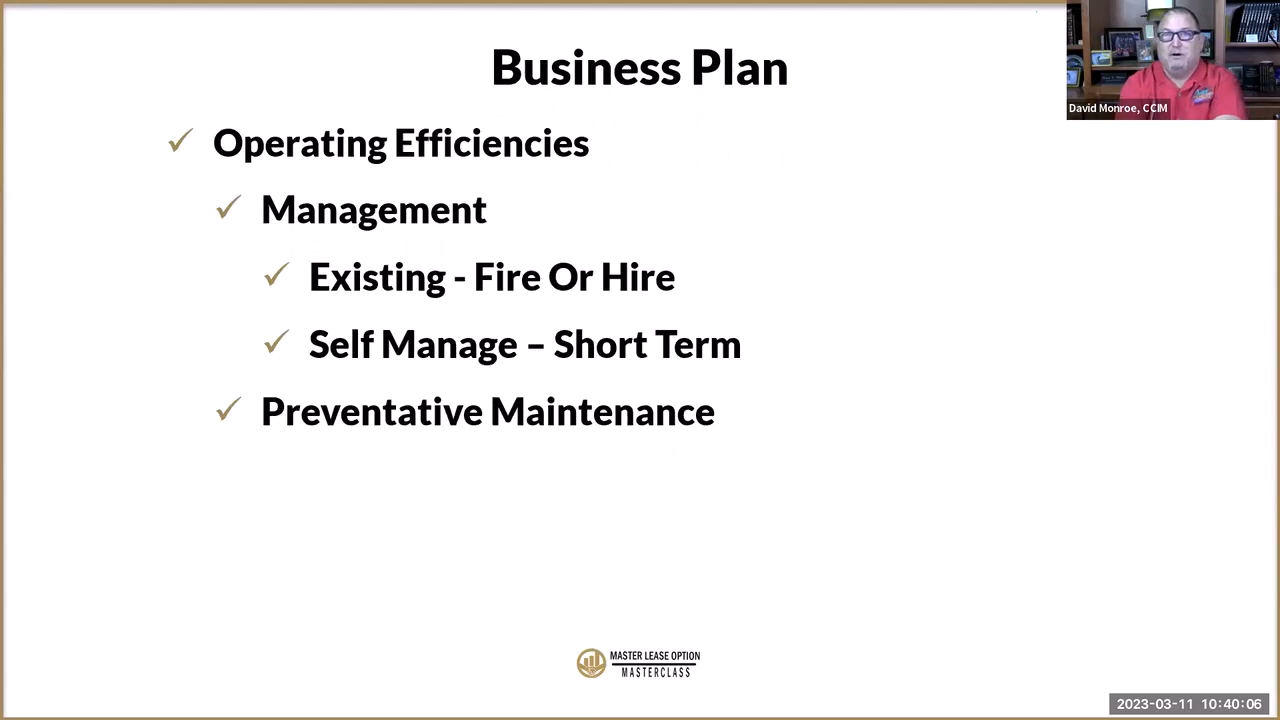 Business Plan
David Monroe, CCIM
✓ Operating Efficiencies
✓ Management
✓ Existing - Fire Or Hire
✓ Self Manage – Short Term
✓ Preventative Maintenance
MASTER LEASE OPTION
MASTERCLASS
2023-03-11 10:40:06